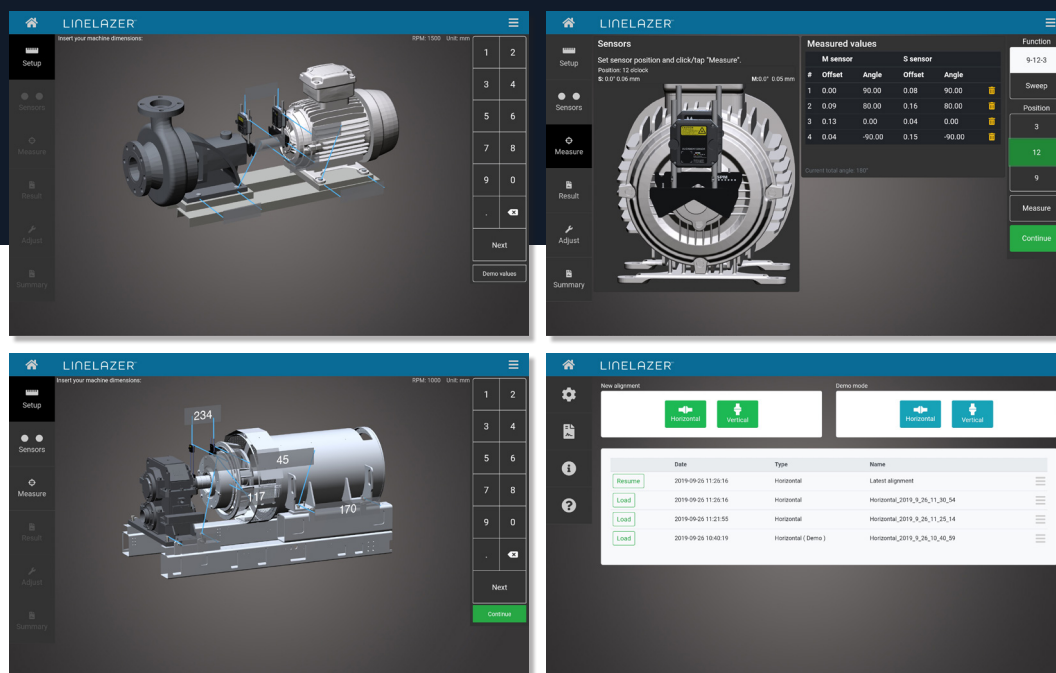 LINELAZER
Insert your machine dimensions:
RPM: 1500 Unit: mm
Setup
Sensors
Measure
Result
Adjust
Summary
1 2
3 4
5 6
7 8
9 0
.
Next
Demo values
LINELAZER
Setup
Sensors
Measure
Result
Adjust
Summary
Sensors
Set sensor position and click/tap "Measure".
Position: 12 o'clock
S: 0.0° 0.06 mm
M:0.0° 0.05 mm
Measured values
M sensor S sensor
# Offset Angle Offset Angle
1 0.00 90.00 0.08 90.00
2 0.09 80.00 0.16 80.00
3 0.13 0.00 0.04 0.00
4 0.04 -90.00 0.15 -90.00
Current total angle: 180°
Function
9-12-3
Sweep
Position
3
12
9
Measure
Continue
LINELAZER
Insert your machine dimensions:
RPM: 1000 Unit: mm
Setup
Sensors
Measure
Result
Adjust
Summary
234
45
117
170
1 2
3 4
5 6
7 8
9 0
.
Next
Continue
LINELAZER
New alignment
Horizontal
Vertical
Demo mode
Horizontal
Vertical
Date Type Name
Resume 2019-09-26 11:26:16 Horizontal Latest alignment
Load 2019-09-26 11:26:16 Horizontal Horizontal_2019_9_26_11_30_54
Load 2019-09-26 11:21:55 Horizontal Horizontal_2019_9_26_11_25_14
Load 2019-09-26 10:40:19 Horizontal ( Demo ) Horizontal_2019_9_26_10_40_59